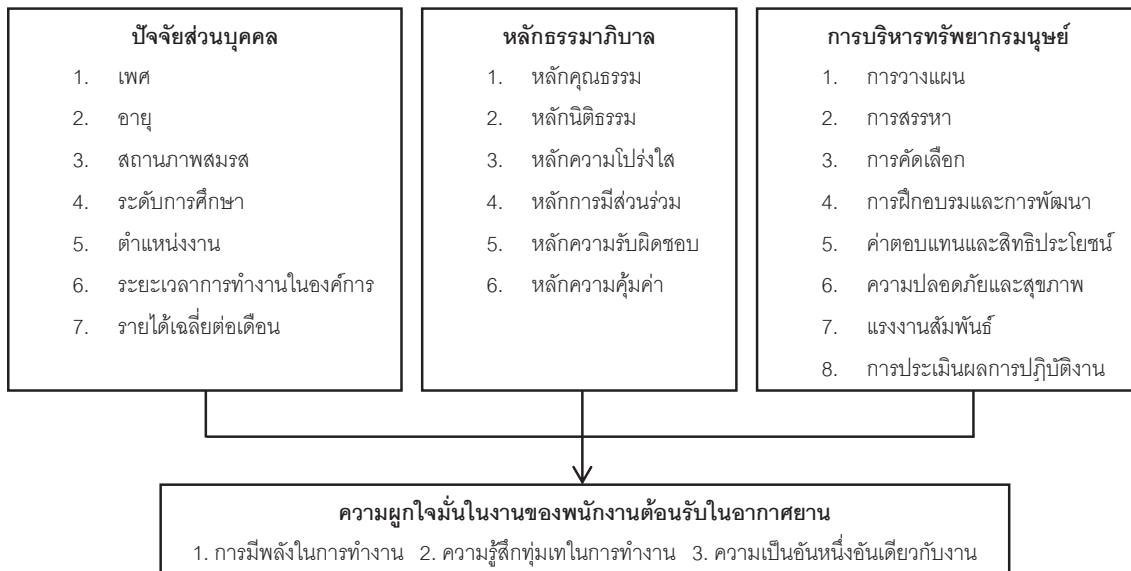 ปัจจัยส่วนบุคคล
1. เพศ
2. อายุ
3. สถานภาพสมรส
4. ระดับการศึกษา
5. ตำแหน่งงาน
6. ระยะเวลาการทำงานในองค์การ
7. รายได้เฉลี่ยต่อเดือน
หลักธรรมาภิบาล
1. หลักคุณธรรม
2. หลักนิติธรรม
3. หลักความโปร่งใส
4. หลักการมีส่วนร่วม
5. หลักความรับผิดชอบ
6. หลักความคุ้มค่า
การบริหารทรัพยากรมนุษย์
1. การวางแผน
2. การสรรหา
3. การคัดเลือก
4. การฝึกอบรมและการพัฒนา
5. ค่าตอบแทนและสิทธิประโยชน์
6. ความปลอดภัยและสุขภาพ
7. แรงงานสัมพันธ์
8. การประเมินผลการปฏิบัติงาน
ความผูกใจมั่นในงานของพนักงานต้อนรับในอากาศยาน
1. การมีพลังในการทำงาน 2. ความรู้สึกทุ่มเทในการทำงาน 3. ความเป็นอันหนึ่งอันเดียวกับงาน